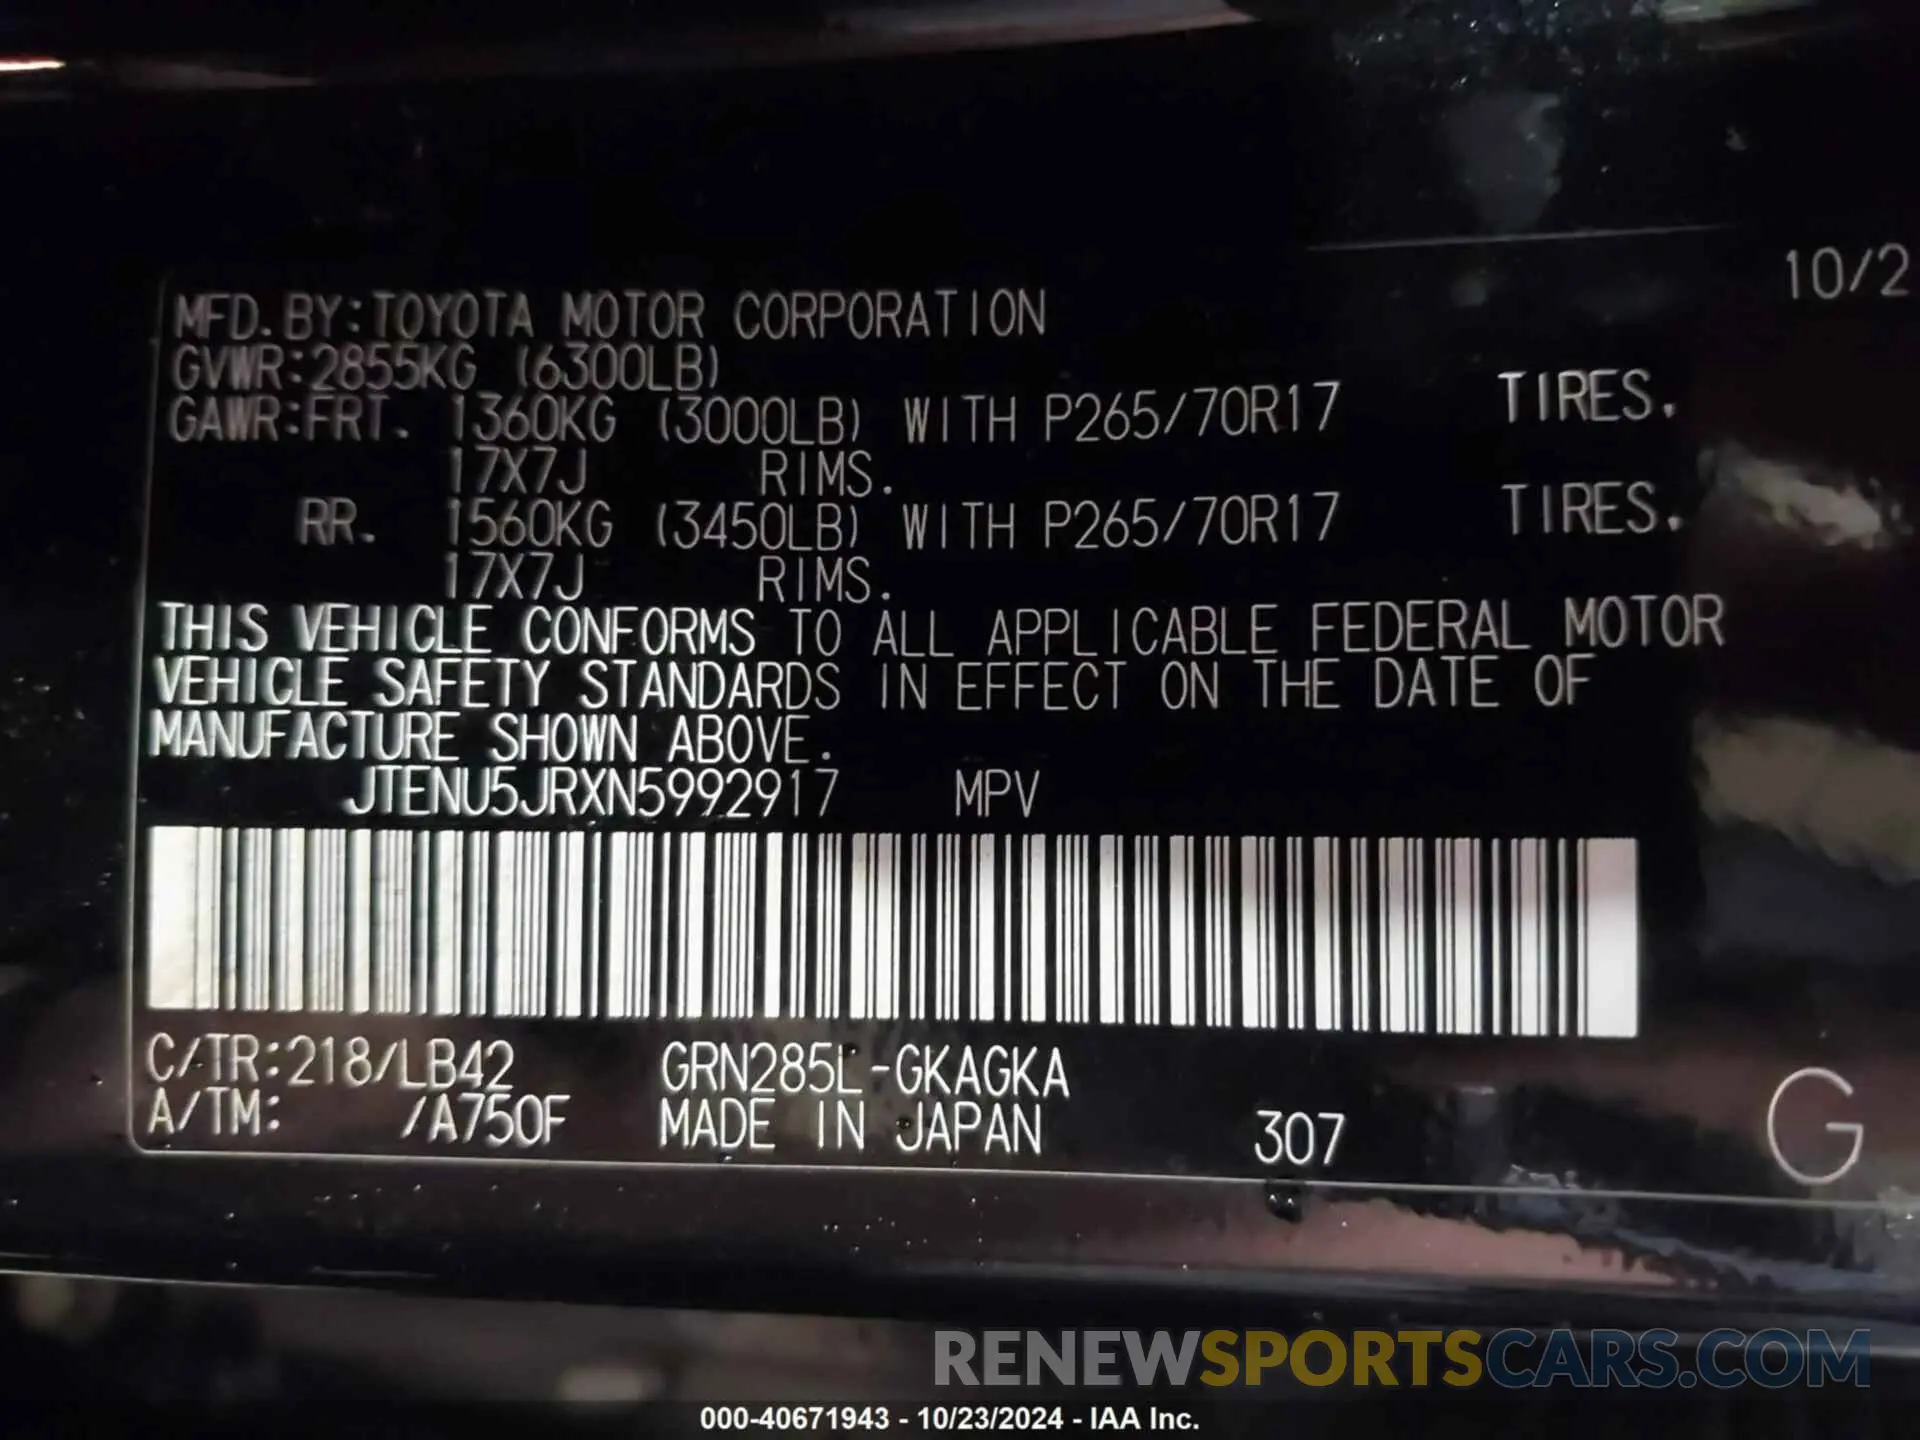 10/2
MFD. BY: TOYOTA MOTOR CORPORATION
GVWR: 2855KG (6300LB)
GAWR: FRT. 1360KG (3000LB) WITH P265/70R17 TIRES.
17X7J RIMS.
RR. 1560KG (3450LB) WITH P265/70R17 TIRES.
17X7J RIMS.
THIS VEHICLE CONFORMS TO ALL APPLICABLE FEDERAL MOTOR
VEHICLE SAFETY STANDARDS IN EFFECT ON THE DATE OF
MANUFACTURE SHOWN ABOVE.
JTENU5JRXN5992917 MPV
C/TR: 218/LB42 GRN285L-GKAGKA
A/TM: /A750F MADE IN JAPAN 307 G
RENEWSPORTSCARS.COM
000-40671943 - 10/23/2024 - IAA Inc.